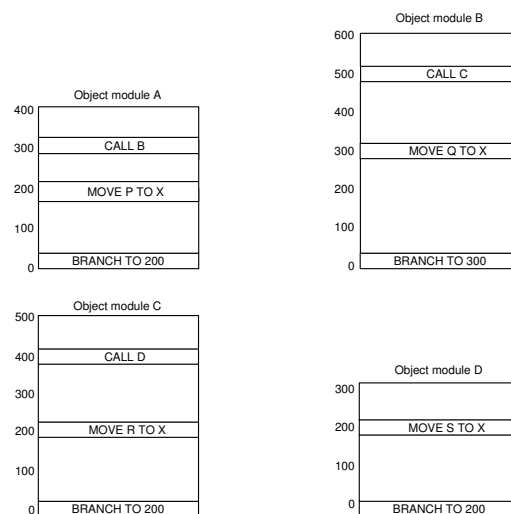 Object module A
400
300
200
100
0
CALL B
MOVE P TO X
BRANCH TO 200
Object module B
600
500
400
300
200
100
0
CALL C
MOVE Q TO X
BRANCH TO 300
Object module C
500
400
300
200
100
0
CALL D
MOVE R TO X
BRANCH TO 200
Object module D
300
200
100
0
MOVE S TO X
BRANCH TO 200